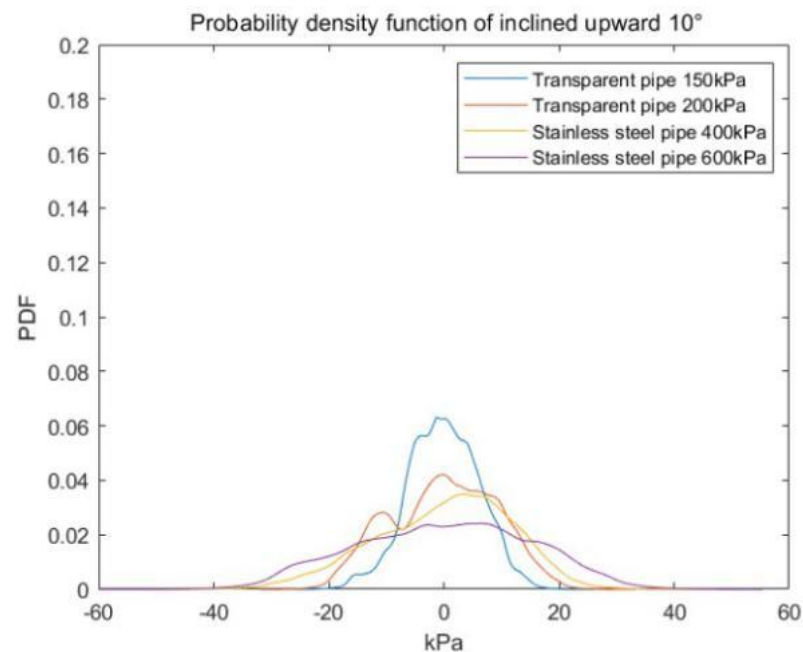 Probability density function of inclined upward 10°
0.2
0.18
0.16
0.14
0.12
0.1
0.08
0.06
0.04
0.02
0
PDF
Transparent pipe 150kPa
Transparent pipe 200kPa
Stainless steel pipe 400kPa
Stainless steel pipe 600kPa
-60 -40 -20 0 20 40 60
kPa